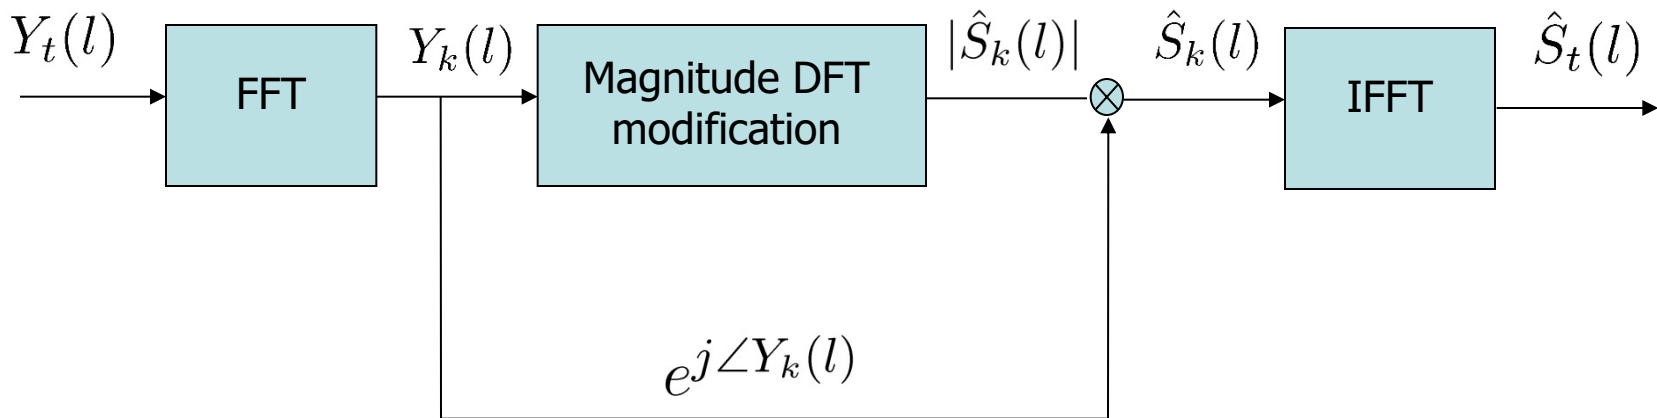 Y_t(l)
FFT
Y_k(l)
Magnitude DFT
modification
|Ŝ_k(l)|
Ŝ_k(l)
IFFT
Ŝ_t(l)
e^{j∠Y_k(l)}